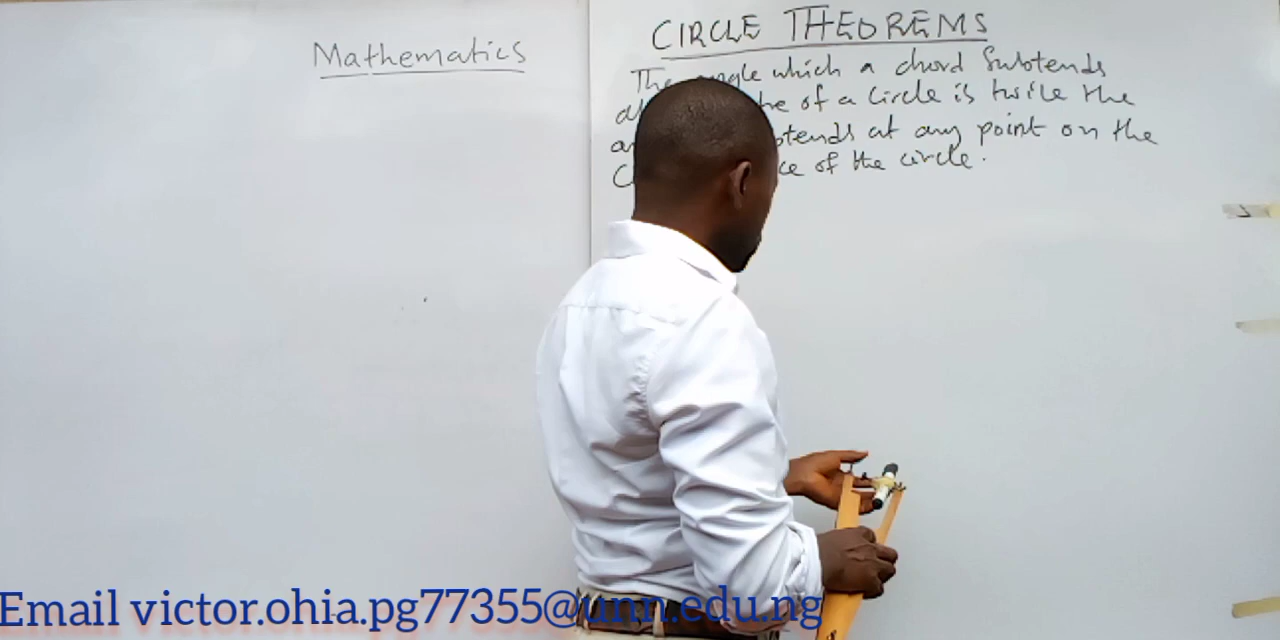 Mathematics
CIRCLE THEOREMS
The angle which a chord Subtends
of a circle is twice the
at any point on the
of the circle.
Email victor.ohia.pg77355@unn.edu.ng